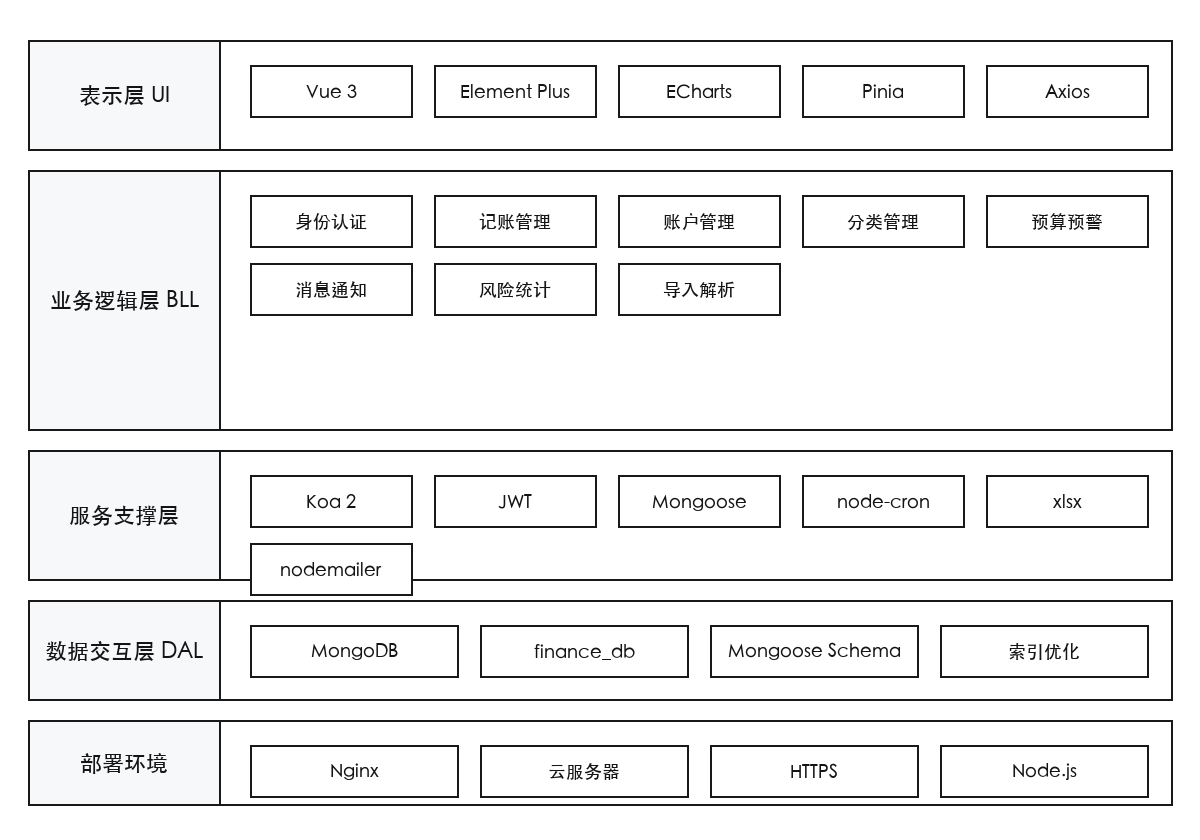 表示层 UI
Vue 3
Element Plus
ECharts
Pinia
Axios
业务逻辑层 BLL
身份认证
记账管理
账户管理
分类管理
预算预警
消息通知
风险统计
导入解析
服务支撑层
Koa 2
JWT
Mongoose
node-cron
xlsx
nodemailer
数据交互层 DAL
MongoDB
finance_db
Mongoose Schema
索引优化
部署环境
Nginx
云服务器
HTTPS
Node.js